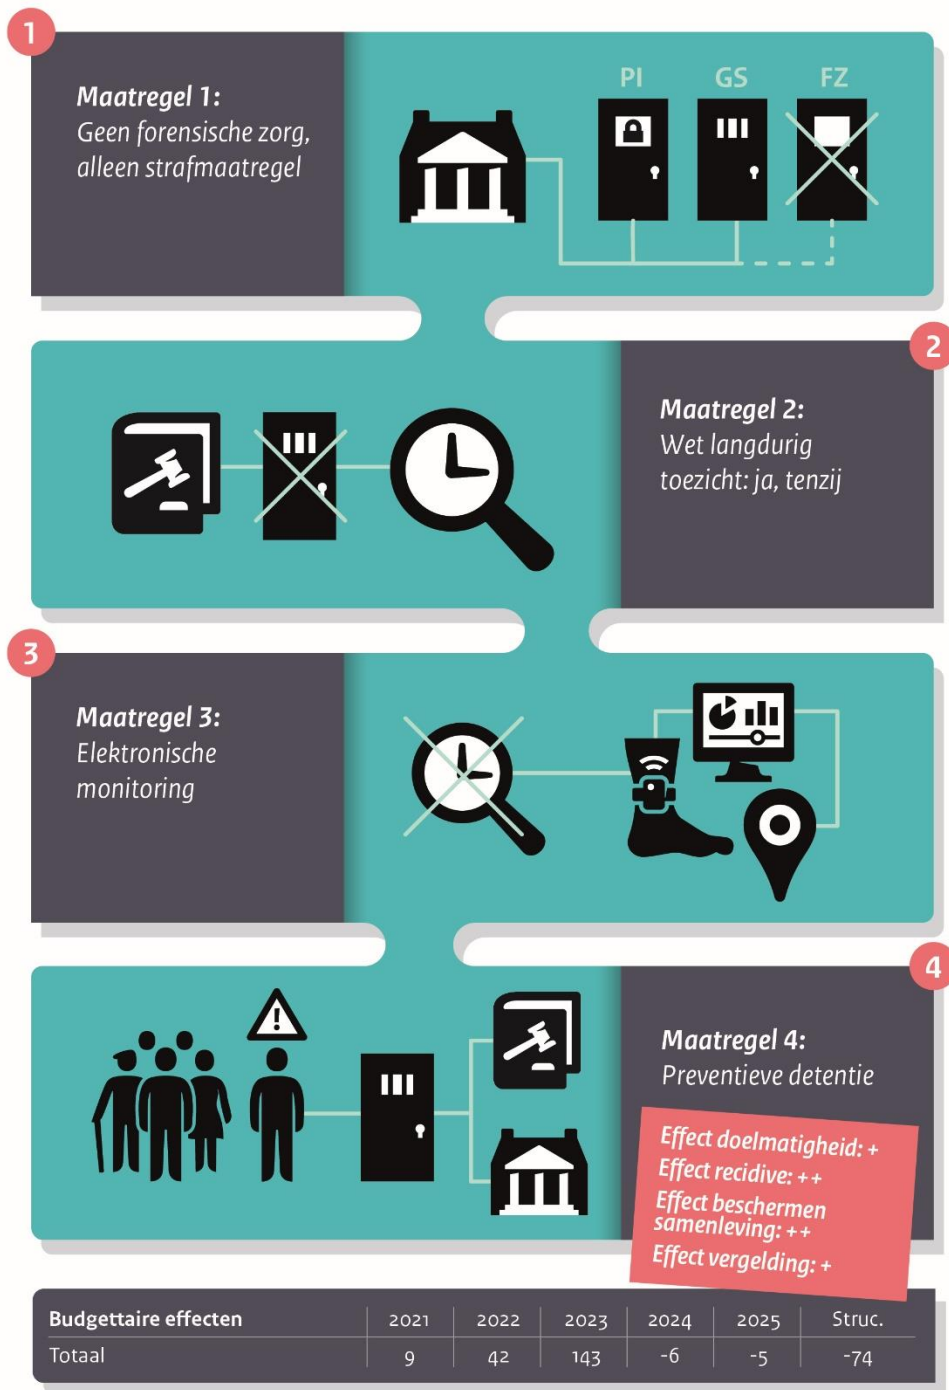 1
Maatregel 1:
Geen forensische zorg,
alleen strafmaatregel
PI GS FZ
2
Maatregel 2:
Wet langdurig
toezicht: ja, tenzij
3
Maatregel 3:
Elektronische
monitoring
4
Maatregel 4:
Preventieve detentie
Effect doelmatigheid: +
Effect recidive: ++
Effect beschermen
samenleving: ++
Effect vergelding: +
Budgettaire effecten 2021 2022 2023 2024 2025 Struc.
Totaal 9 42 143 -6 -5 -74